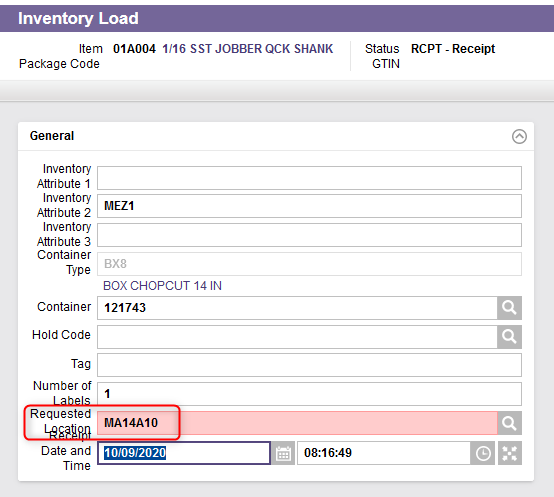 Inventory Load
Item 01A004 1/16 SST JOBBER QCK SHANK Status RCPT - Receipt
Package Code GTIN
General
Inventory
Attribute 1
Inventory
Attribute 2 MEZ1
Inventory
Attribute 3
Container
Type BX8
BOX CHOPCUT 14 IN
Container 121743
Hold Code
Tag
Number of
Labels 1
Requested
Location MA14A10
Receipt
Date and
Time 10/09/2020 08:16:49